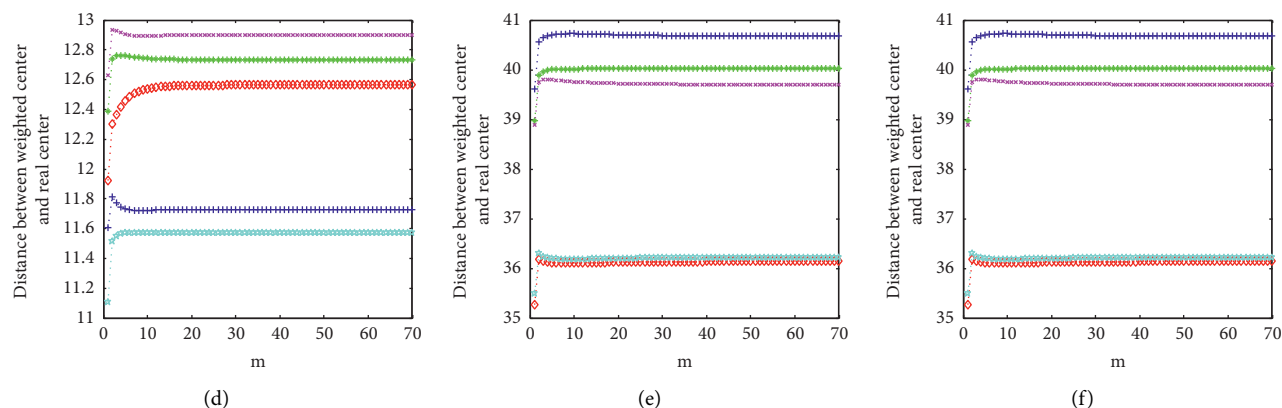 Distance between weighted center
and real center
13
12.8
12.6
12.4
12.2
12
11.8
11.6
11.4
11.2
11
0 10 20 30 40 50 60 70
m
(d)
Distance between weighted center
and real center
41
40
39
38
37
36
35
0 10 20 30 40 50 60 70
m
(e)
Distance between weighted center
and real center
41
40
39
38
37
36
35
0 10 20 30 40 50 60 70
m
(f)